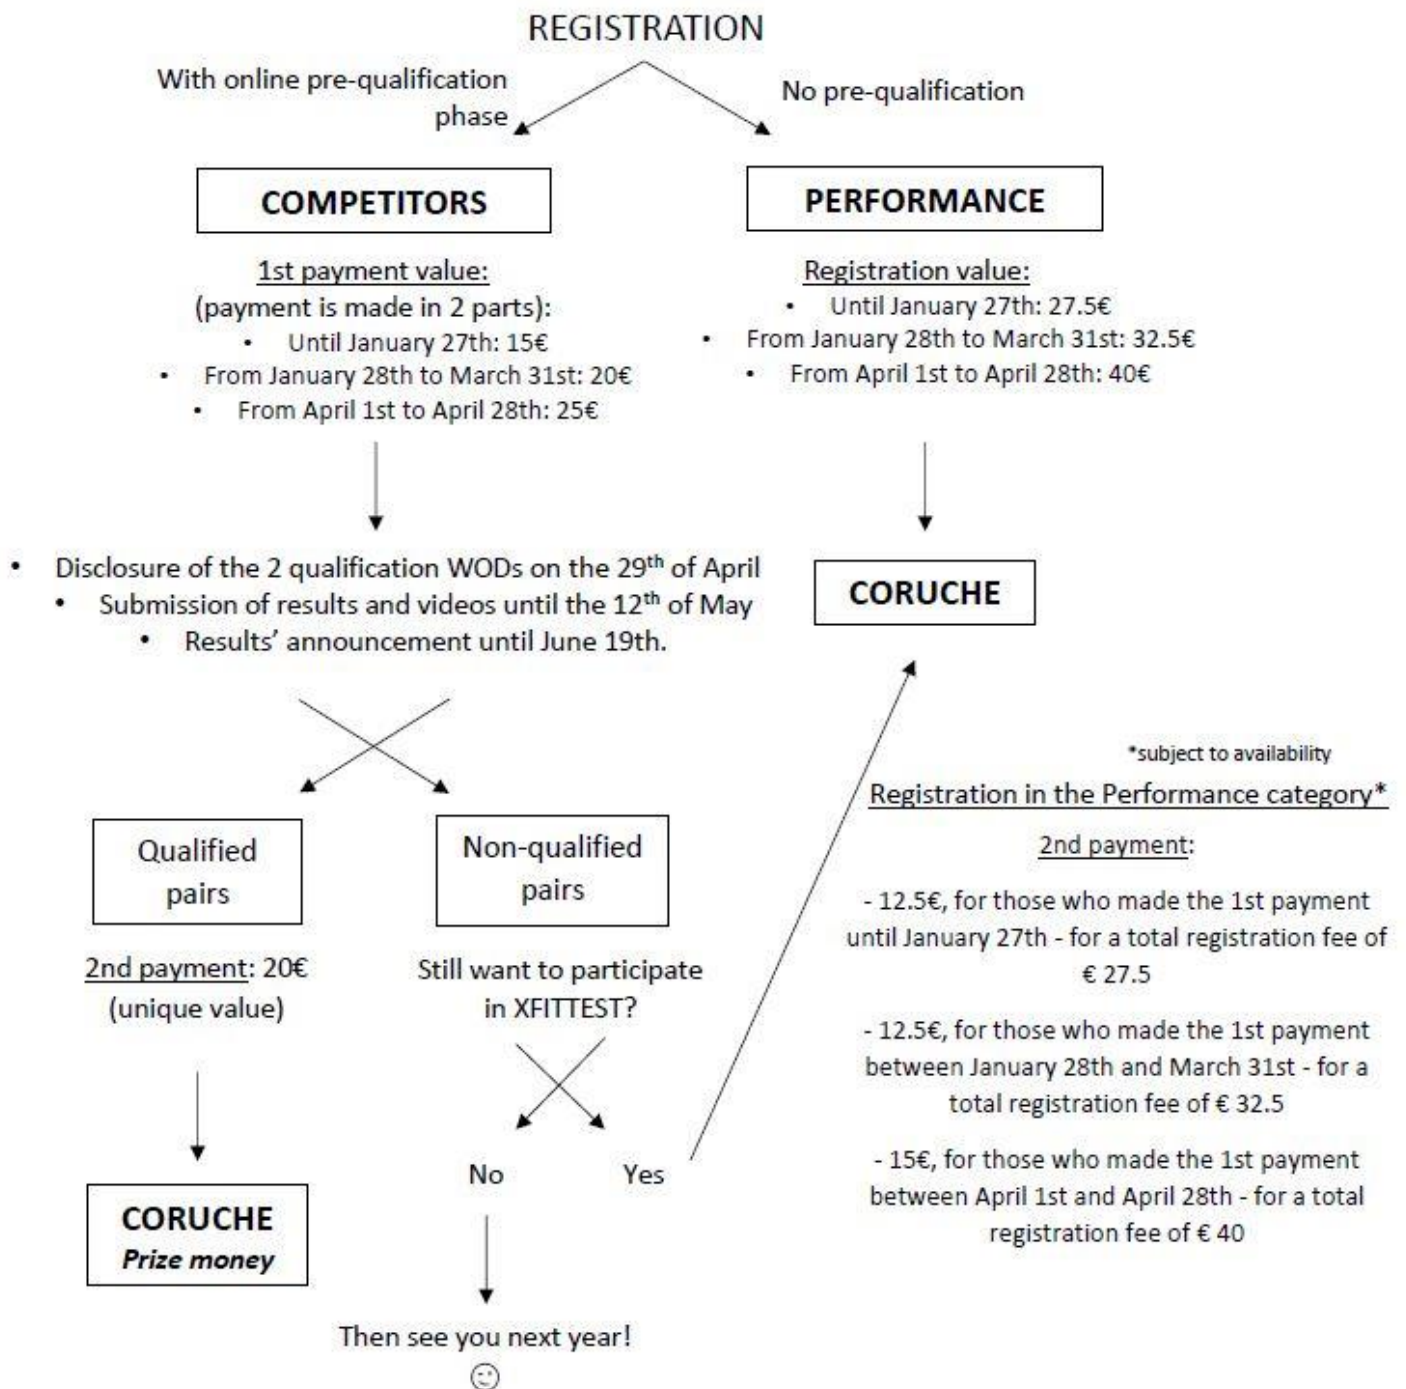 REGISTRATION
With online pre-qualification
phase
No pre-qualification
COMPETITORS
1st payment value:
(payment is made in 2 parts):
• Until January 27th: 15€
• From January 28th to March 31st: 20€
• From April 1st to April 28th: 25€
PERFORMANCE
Registration value:
• Until January 27th: 27.5€
• From January 28th to March 31st: 32.5€
• From April 1st to April 28th: 40€
• Disclosure of the 2 qualification WODs on the 29th of April
• Submission of results and videos until the 12th of May
• Results’ announcement until June 19th.
CORUCHE
Qualified
pairs
2nd payment: 20€
(unique value)
CORUCHE
Prize money
Non-qualified
pairs
Still want to participate
in XFITTEST?
No
Yes
Then see you next year!
*subject to availability
Registration in the Performance category*
2nd payment:
- 12.5€, for those who made the 1st payment
until January 27th - for a total registration fee of
€ 27.5
- 12.5€, for those who made the 1st payment
between January 28th and March 31st - for a
total registration fee of € 32.5
- 15€, for those who made the 1st payment
between April 1st and April 28th - for a total
registration fee of € 40